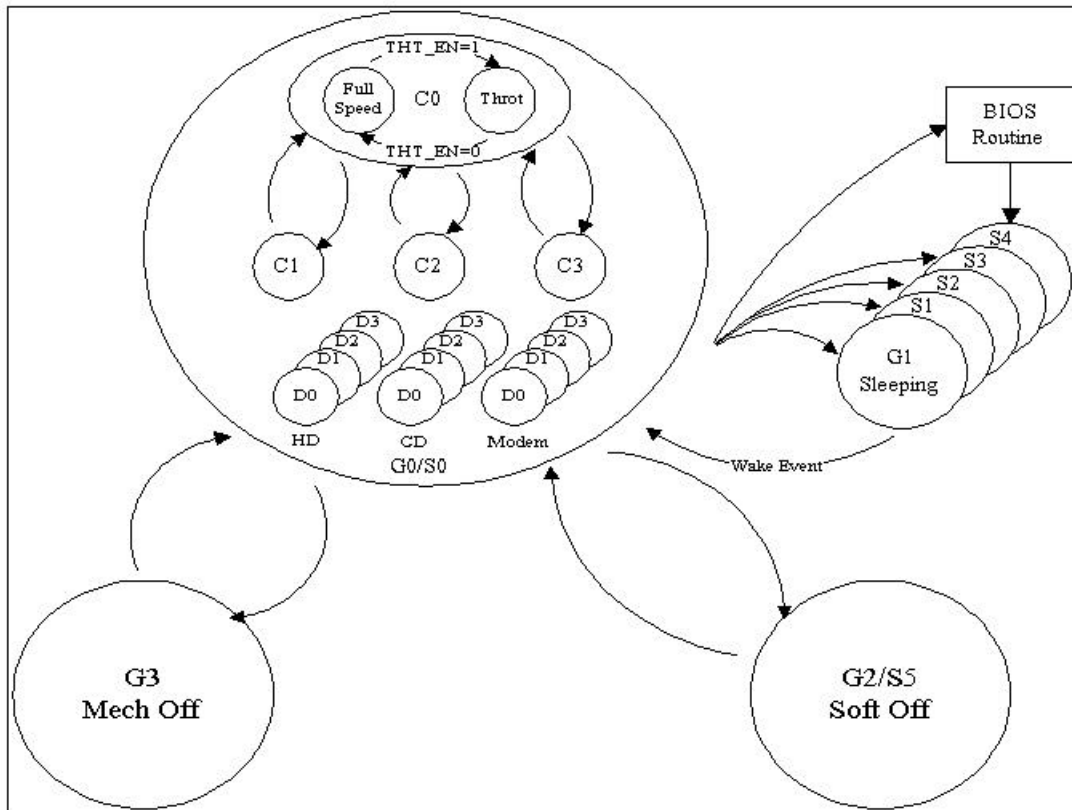 THT_EN=1
Full
Speed
C0
Throt
THT_EN=0
C1
C2
C3
D3
D2
D1
D0
HD
D3
D2
D1
D0
CD
D3
D2
D1
D0
Modem
G0/S0
BIOS
Routine
S4
S3
S2
S1
G1
Sleeping
Wake Event
G3
Mech Off
G2/S5
Soft Off